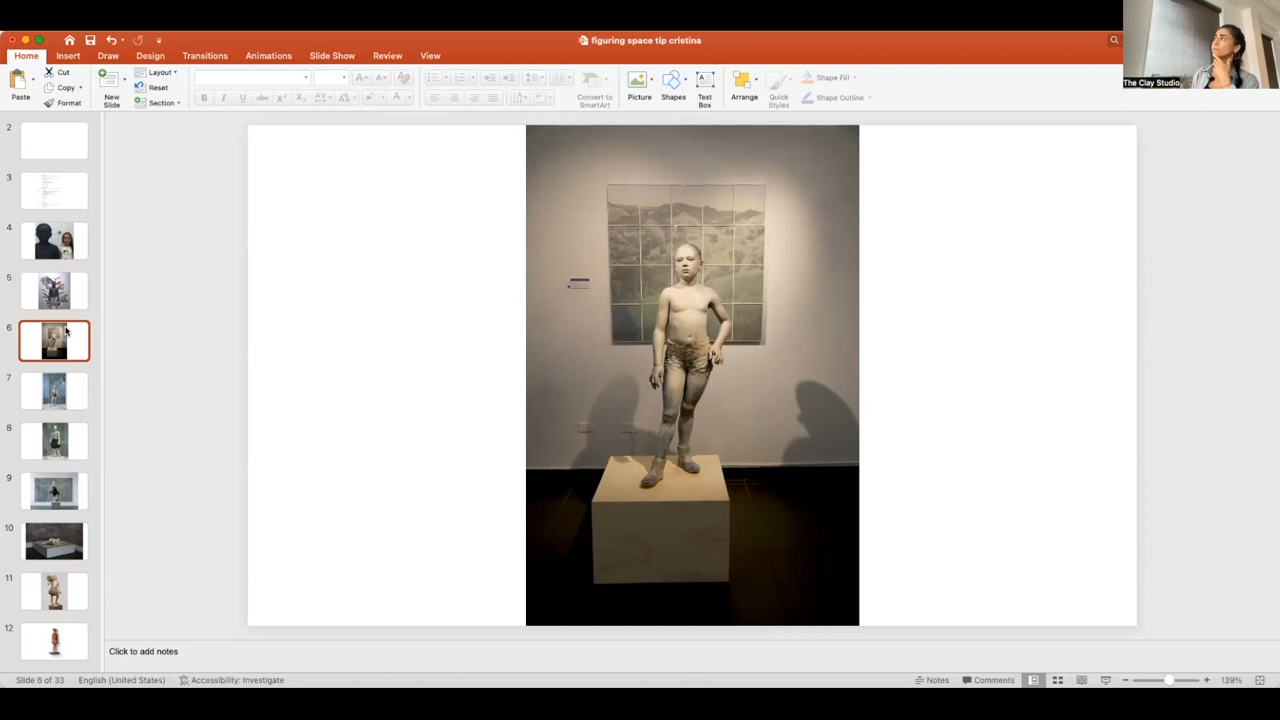 figuring space tip cristina
Home Insert Draw Design Transitions Animations Slide Show Review View
The Clay Studio
Paste
Cut
Copy
Format
New Slide
Layout
Reset
Section
Convert to SmartArt
Picture
Shapes
Text Box
Arrange
Quick Styles
Shape Fill
Shape Outline
2
3
4
5
6
7
8
9
10
11
12
Click to add notes
Slide 6 of 33 English (United States) Accessibility: Investigate Notes Comments 139%